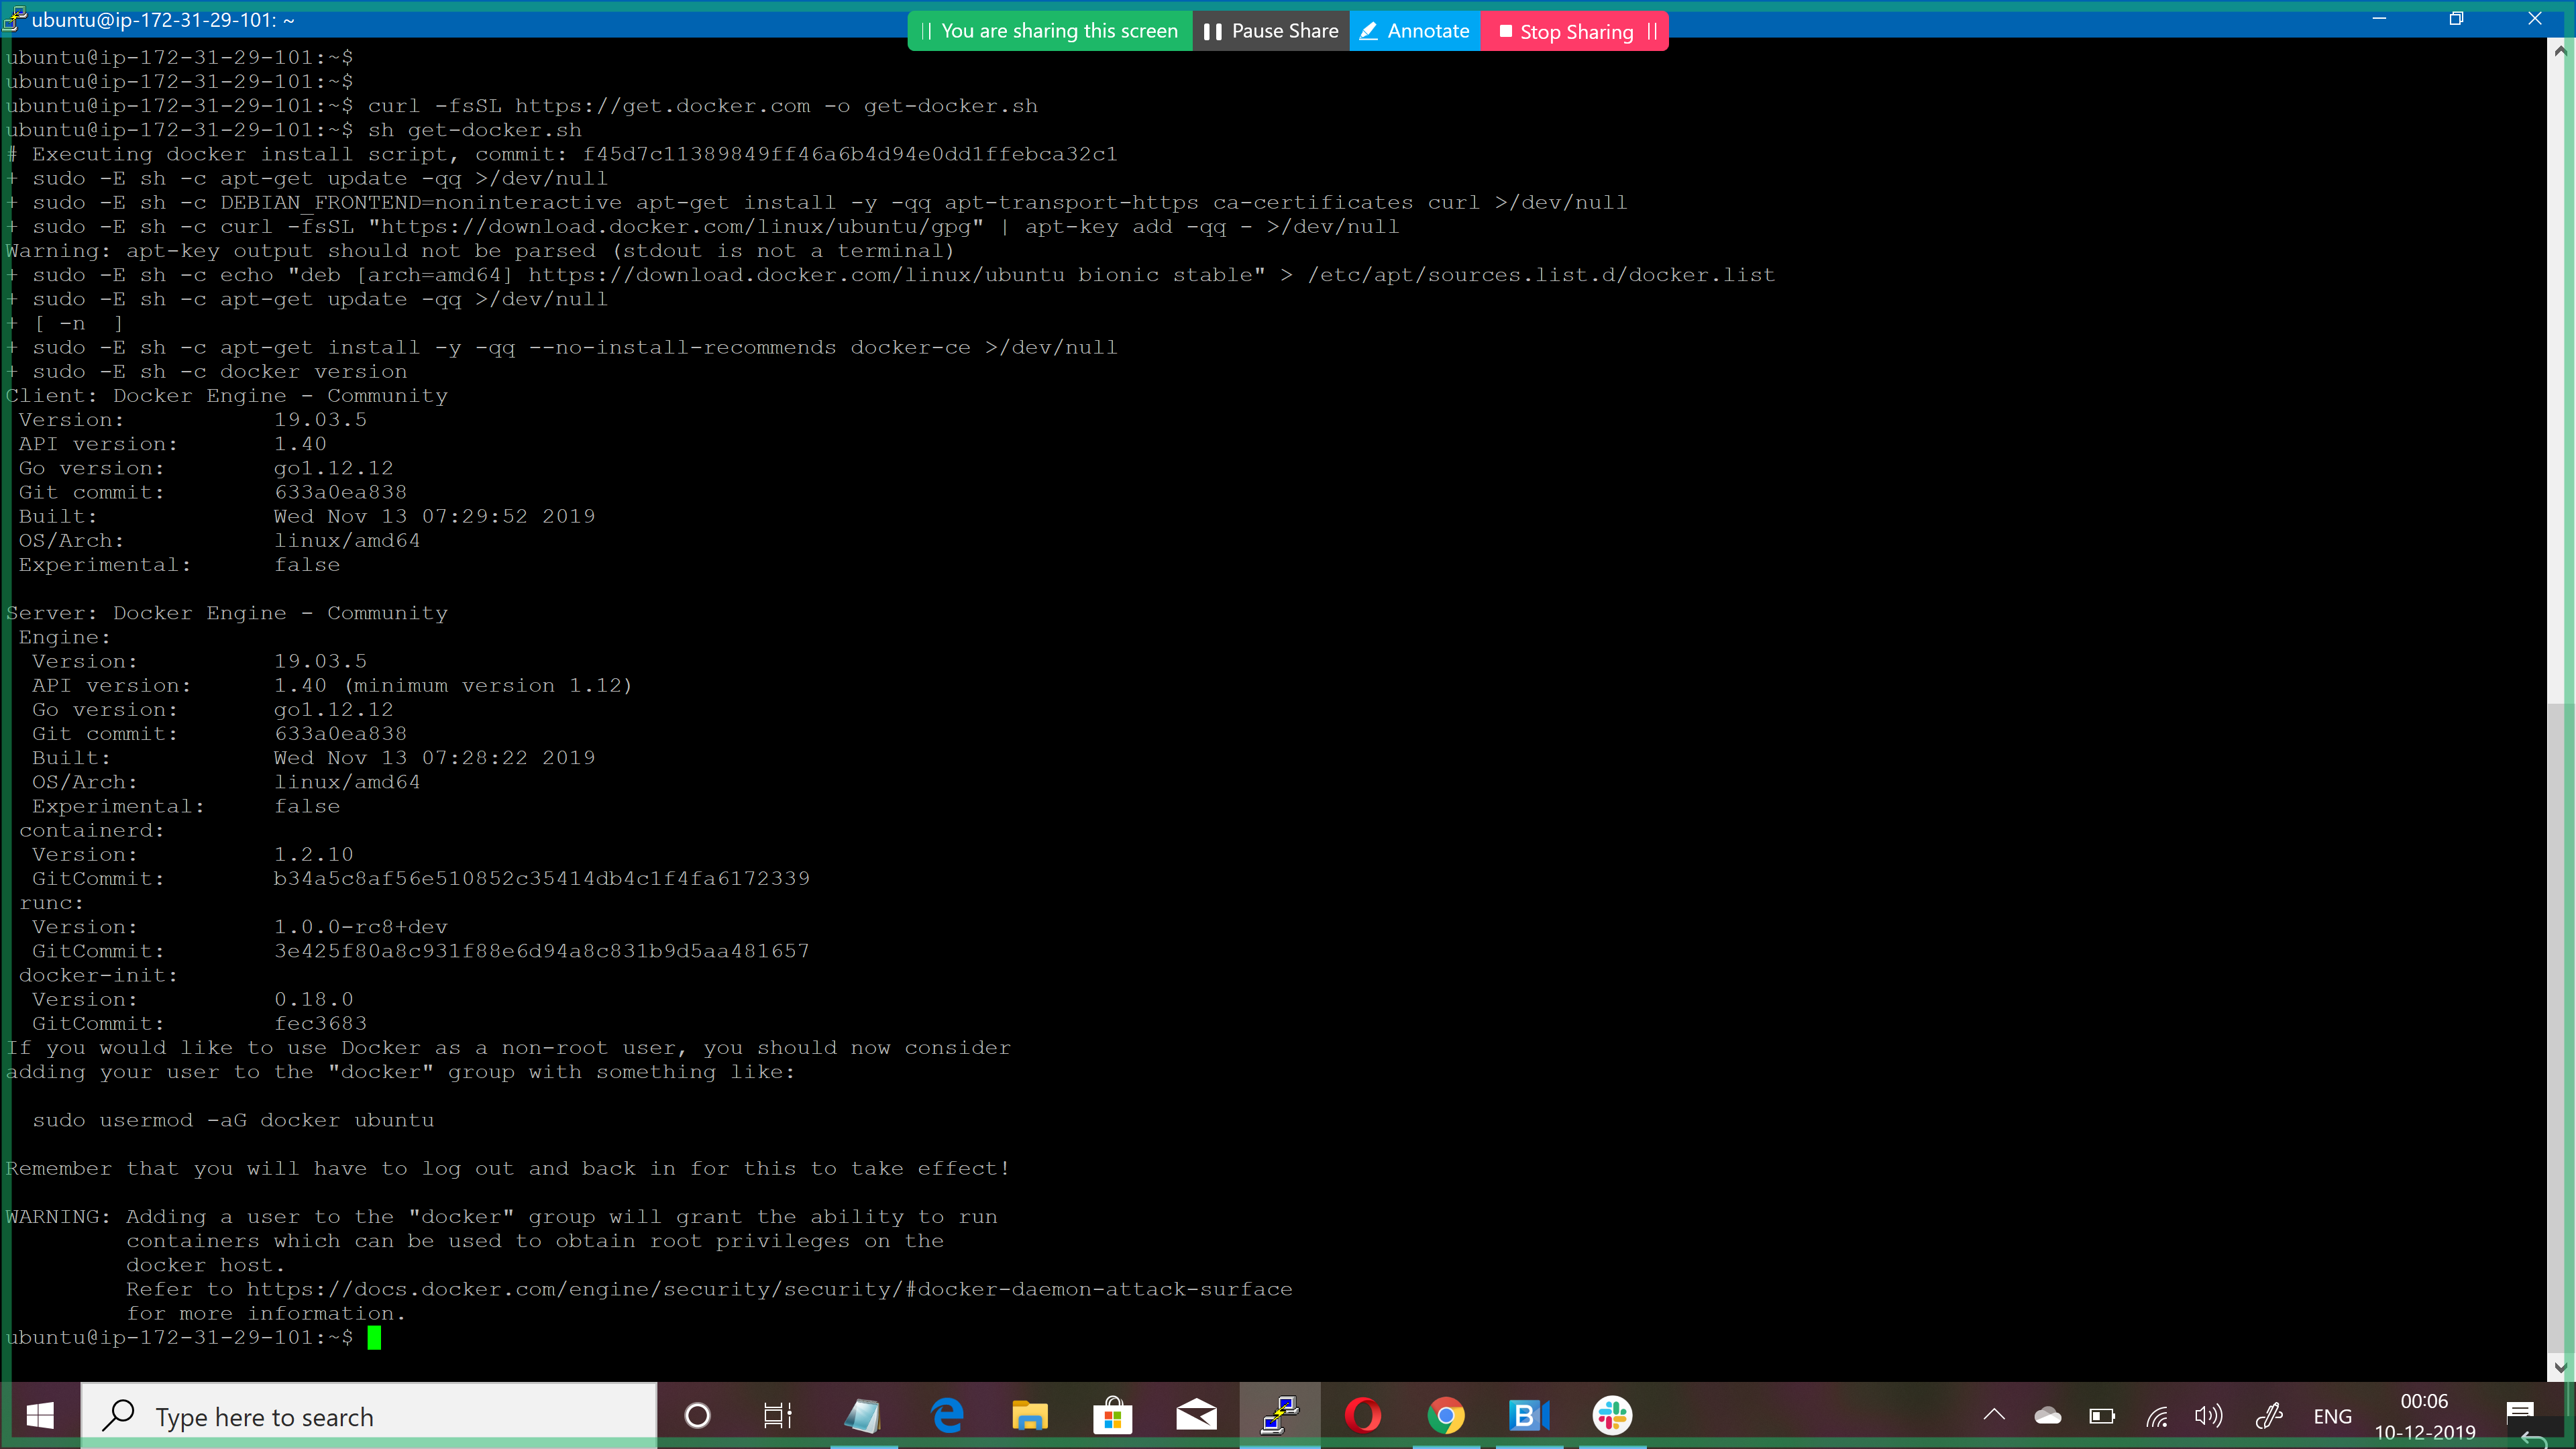 ubuntu@ip-172-31-29-101: ~
You are sharing this screen
Pause Share
Annotate
Stop Sharing
ubuntu@ip-172-31-29-101:~$
ubuntu@ip-172-31-29-101:~$
ubuntu@ip-172-31-29-101:~$ curl -fsSL https://get.docker.com -o get-docker.sh
ubuntu@ip-172-31-29-101:~$ sh get-docker.sh
# Executing docker install script, commit: f45d7c11389849ff46a6b4d94e0dd1ffebca32c1
+ sudo -E sh -c apt-get update -qq >/dev/null
+ sudo -E sh -c DEBIAN_FRONTEND=noninteractive apt-get install -y -qq apt-transport-https ca-certificates curl >/dev/null
+ sudo -E sh -c curl -fsSL "https://download.docker.com/linux/ubuntu/gpg" | apt-key add -qq - >/dev/null
Warning: apt-key output should not be parsed (stdout is not a terminal)
+ sudo -E sh -c echo "deb [arch=amd64] https://download.docker.com/linux/ubuntu bionic stable" > /etc/apt/sources.list.d/docker.list
+ sudo -E sh -c apt-get update -qq >/dev/null
+ [ -n  ]
+ sudo -E sh -c apt-get install -y -qq --no-install-recommends docker-ce >/dev/null
+ sudo -E sh -c docker version
Client: Docker Engine - Community
Version: 19.03.5
API version: 1.40
Go version: go1.12.12
Git commit: 633a0ea838
Built: Wed Nov 13 07:29:52 2019
OS/Arch: linux/amd64
Experimental: false
Server: Docker Engine - Community
Engine:
Version: 19.03.5
API version: 1.40 (minimum version 1.12)
Go version: go1.12.12
Git commit: 633a0ea838
Built: Wed Nov 13 07:28:22 2019
OS/Arch: linux/amd64
Experimental: false
containerd:
Version: 1.2.10
GitCommit: b34a5c8af56e510852c35414db4c1f4fa6172339
runc:
Version: 1.0.0-rc8+dev
GitCommit: 3e425f80a8c931f88e6d94a8c831b9d5aa481657
docker-init:
Version: 0.18.0
GitCommit: fec3683
If you would like to use Docker as a non-root user, you should now consider
adding your user to the "docker" group with something like:
sudo usermod -aG docker ubuntu
Remember that you will have to log out and back in for this to take effect!
WARNING: Adding a user to the "docker" group will grant the ability to run
containers which can be used to obtain root privileges on the
docker host.
Refer to https://docs.docker.com/engine/security/security/#docker-daemon-attack-surface
for more information.
ubuntu@ip-172-31-29-101:~$
Type here to search
B
ENG
00:06
10-12-2019